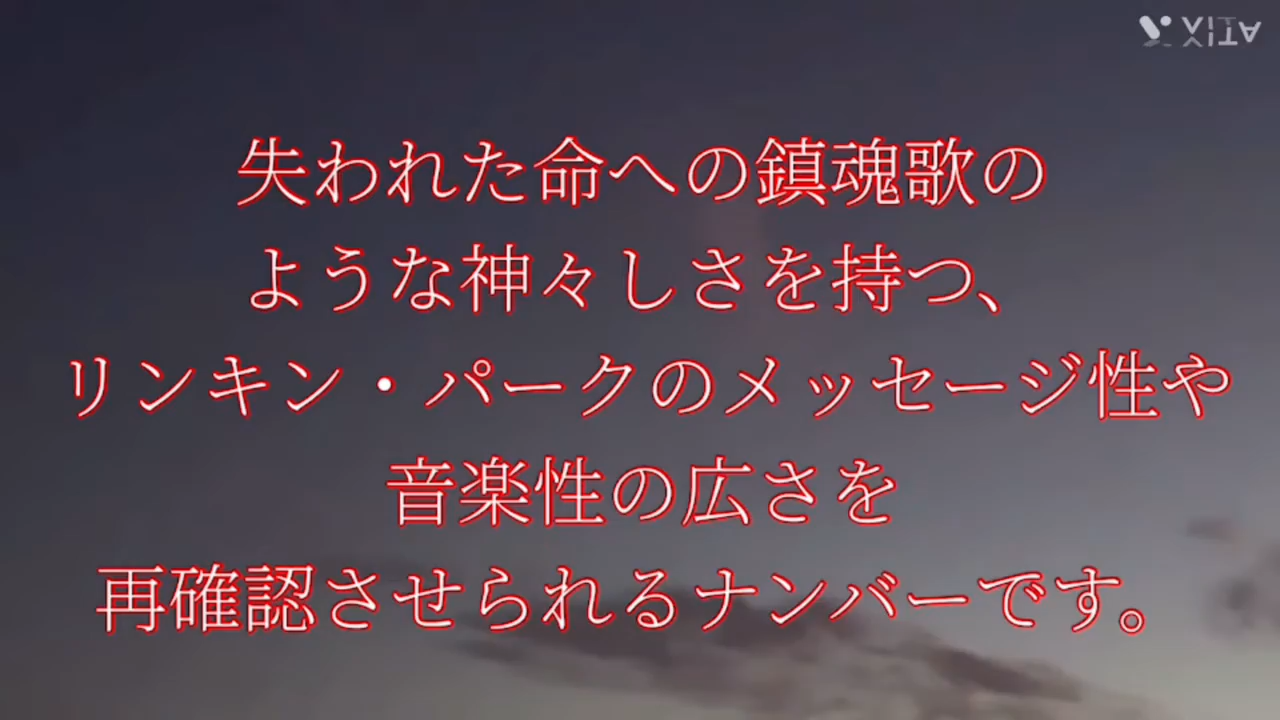 VITA
失われた命への鎮魂歌の
ような神々しさを持つ、
リンキン・パークのメッセージ性や
音楽性の広さを
再確認させられるナンバーです。